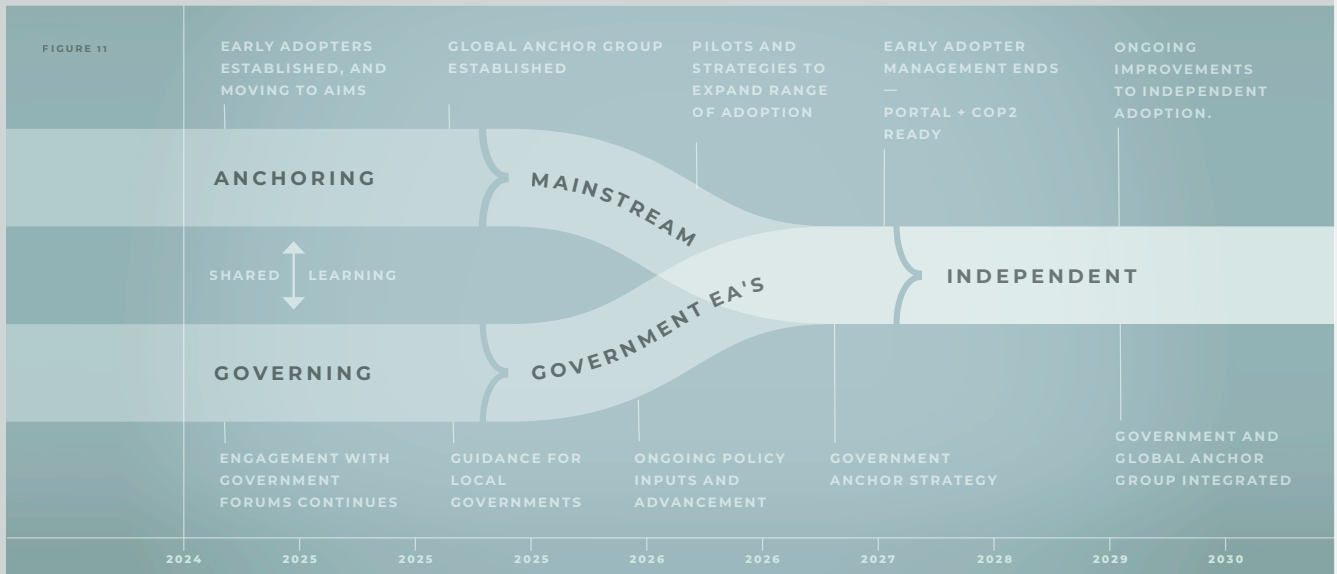 FIGURE 11
EARLY ADOPTERS
ESTABLISHED, AND
MOVING TO AIMS
GLOBAL ANCHOR GROUP
ESTABLISHED
PILOTS AND
STRATEGIES TO
EXPAND RANGE
OF ADOPTION
EARLY ADOPTER
MANAGEMENT ENDS
—
PORTAL + COP2
READY
ONGOING
IMPROVEMENTS
TO INDEPENDENT
ADOPTION.
ANCHORING
MAINSTREAM
SHARED LEARNING
INDEPENDENT
GOVERNING
GOVERNMENT EA'S
ENGAGEMENT WITH
GOVERNMENT
FORUMS CONTINUES
GUIDANCE FOR
LOCAL
GOVERNMENTS
ONGOING POLICY
INPUTS AND
ADVANCEMENT
GOVERNMENT
ANCHOR STRATEGY
GOVERNMENT AND
GLOBAL ANCHOR
GROUP INTEGRATED
2024 2025 2025 2025 2026 2026 2027 2028 2029 2030